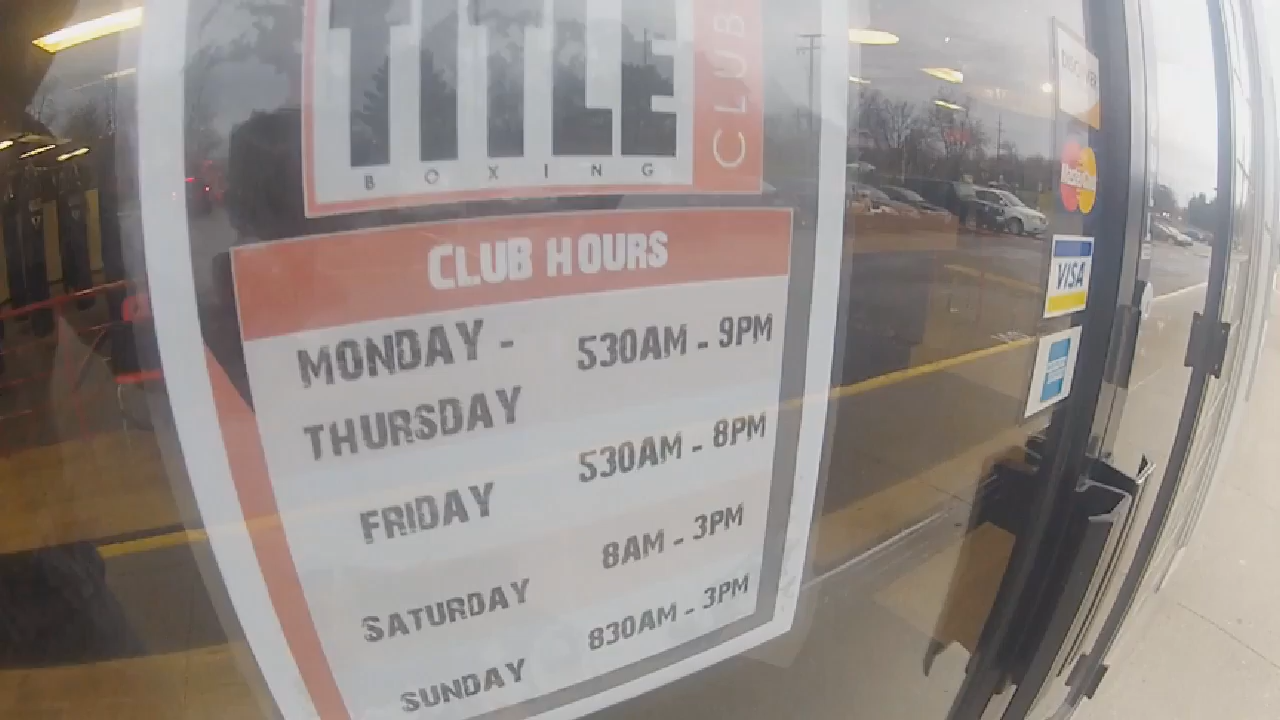 TITLE
CLUB
BOXING
CLUB HOURS
MONDAY - 530AM - 9PM
THURSDAY
FRIDAY 530AM - 8PM
SATURDAY 8AM - 3PM
SUNDAY 830AM - 3PM
MasterCard
VISA